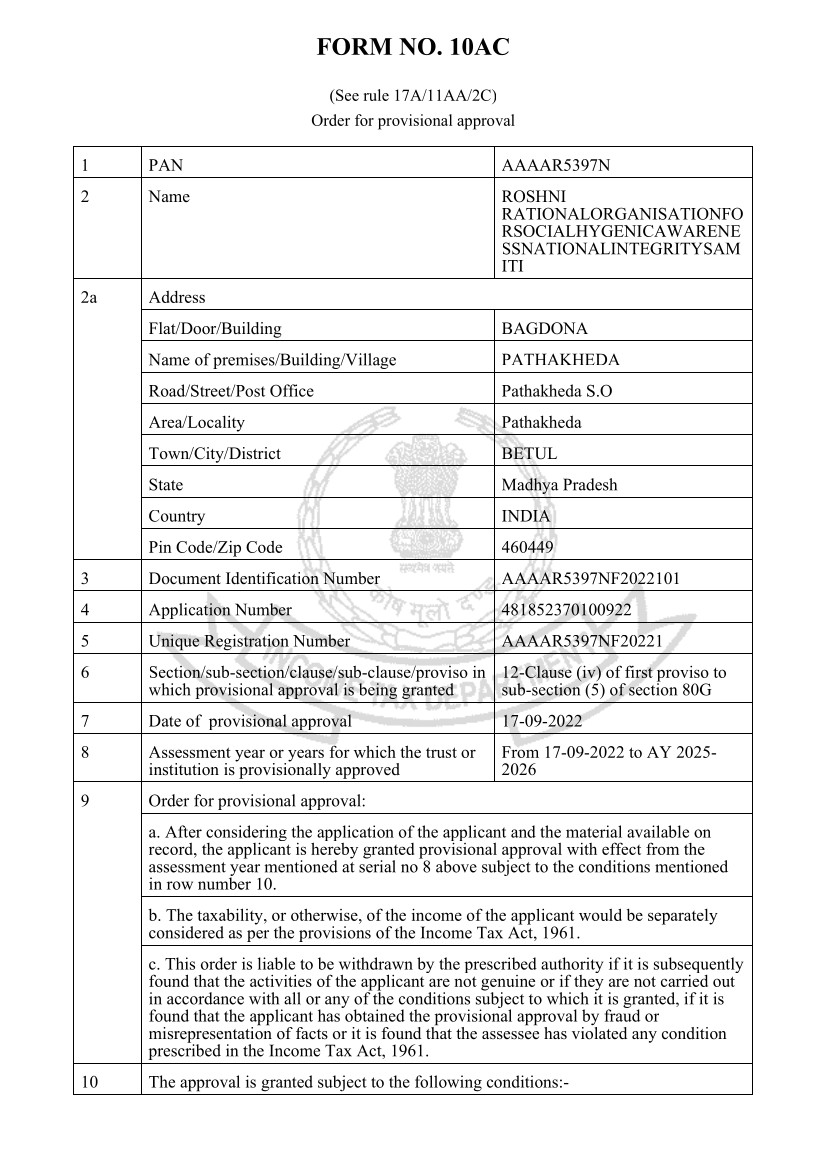 FORM NO. 10AC
(See rule 17A/11AA/2C)
Order for provisional approval
1 PAN AAAAR5397N
2 Name ROSHNI
RATIONALORGANISATIONFO
RSOCIALHYGENICAWARENE
SSNATIONALINTEGRITYSAM
ITI
2a Address
Flat/Door/Building BAGDONA
Name of premises/Building/Village PATHAKHEDA
Road/Street/Post Office Pathakheda S.O
Area/Locality Pathakheda
Town/City/District BETUL
State Madhya Pradesh
Country INDIA
Pin Code/Zip Code 460449
सत्यमेव जयते
3 Document Identification Number AAAAR5397NF2022101
कोष मूलो दण्ड
4 Application Number 481852370100922
5 Unique Registration Number AAAAR5397NF20221
INCOME TAX DEPARTMENT
6 Section/sub-section/clause/sub-clause/proviso in 12-Clause (iv) of first proviso to
which provisional approval is being granted sub-section (5) of section 80G
7 Date of provisional approval 17-09-2022
8 Assessment year or years for which the trust or From 17-09-2022 to AY 2025-
institution is provisionally approved 2026
9 Order for provisional approval:
a. After considering the application of the applicant and the material available on
record, the applicant is hereby granted provisional approval with effect from the
assessment year mentioned at serial no 8 above subject to the conditions mentioned
in row number 10.
b. The taxability, or otherwise, of the income of the applicant would be separately
considered as per the provisions of the Income Tax Act, 1961.
c. This order is liable to be withdrawn by the prescribed authority if it is subsequently
found that the activities of the applicant are not genuine or if they are not carried out
in accordance with all or any of the conditions subject to which it is granted, if it is
found that the applicant has obtained the provisional approval by fraud or
misrepresentation of facts or it is found that the assessee has violated any condition
prescribed in the Income Tax Act, 1961.
10 The approval is granted subject to the following conditions:-